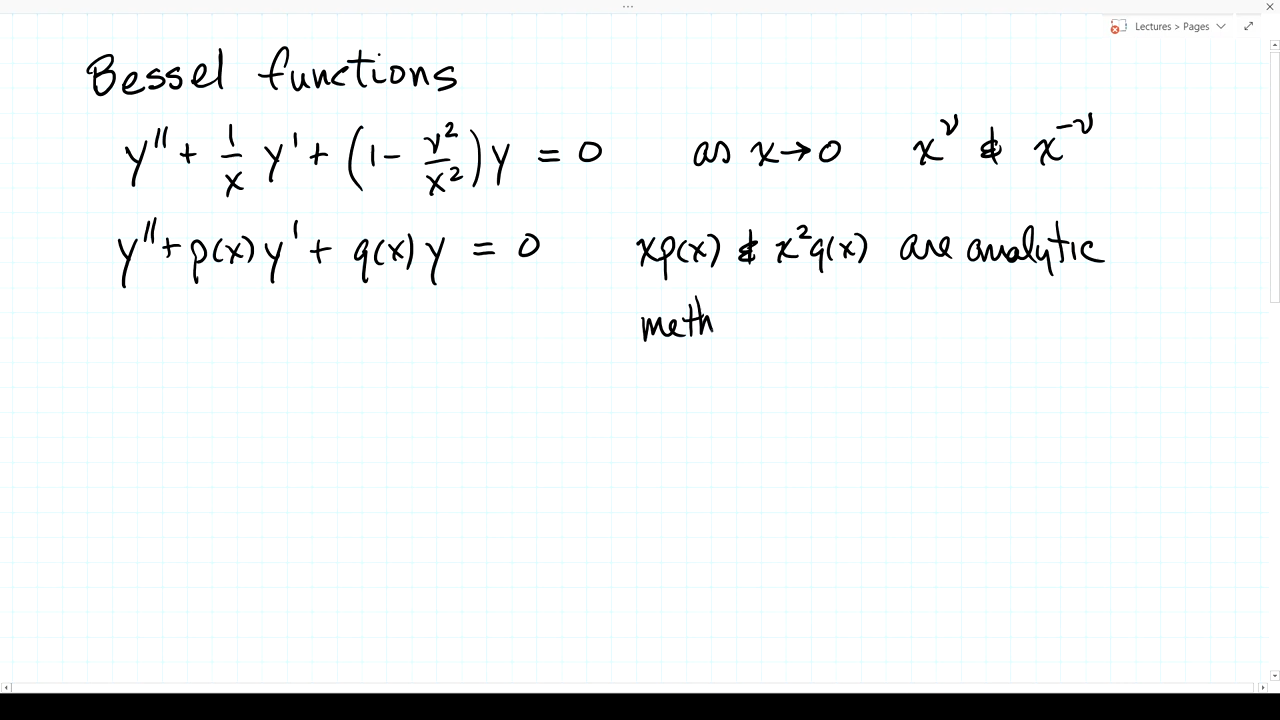 Lectures > Pages
Bessel functions
y'' + 1/x y' + (1 - ν²/x²) y = 0 as x→0 x^ν & x^-ν
y'' + p(x) y' + q(x) y = 0 xp(x) & x²q(x) are analytic
meth